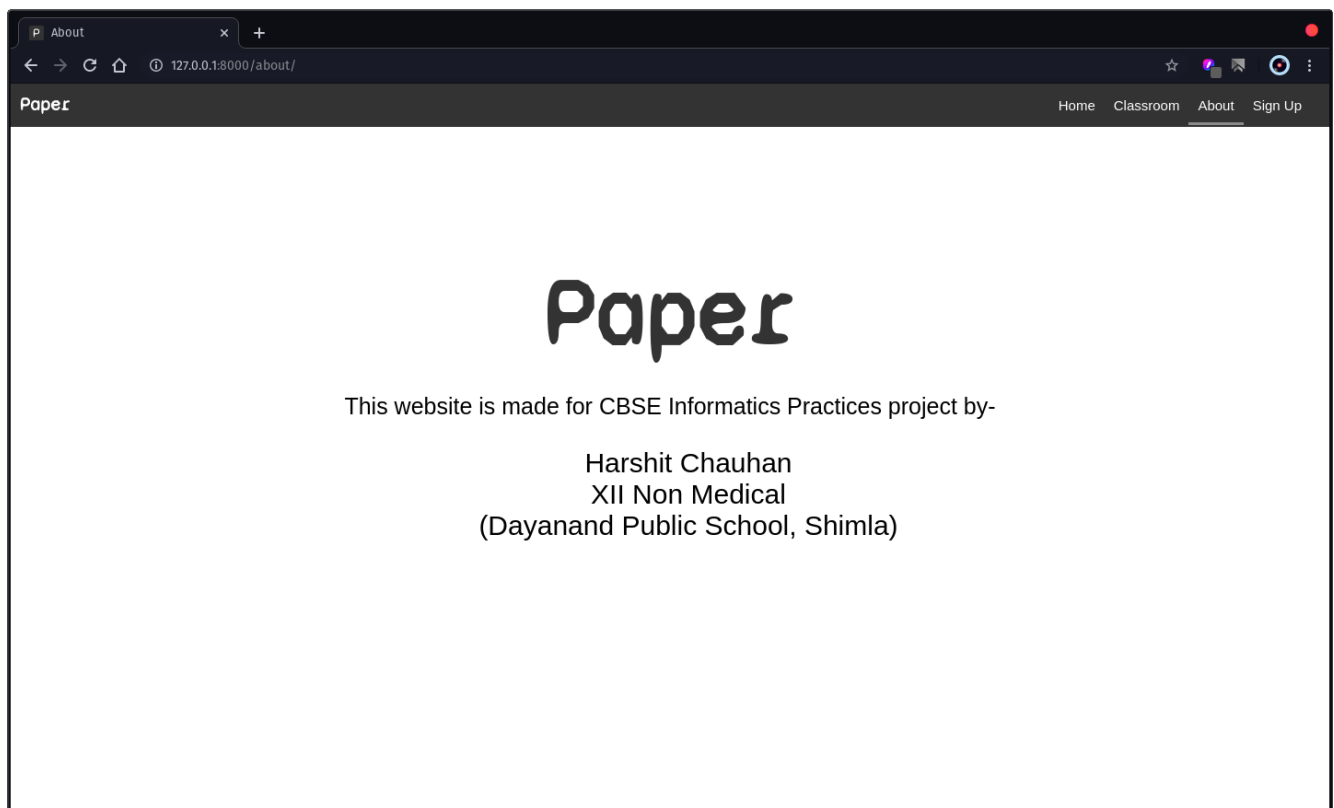 P About
127.0.0.1:8000/about/
Paper
Home Classroom About Sign Up
Paper
This website is made for CBSE Informatics Practices project by-
Harshit Chauhan
XII Non Medical
(Dayanand Public School, Shimla)